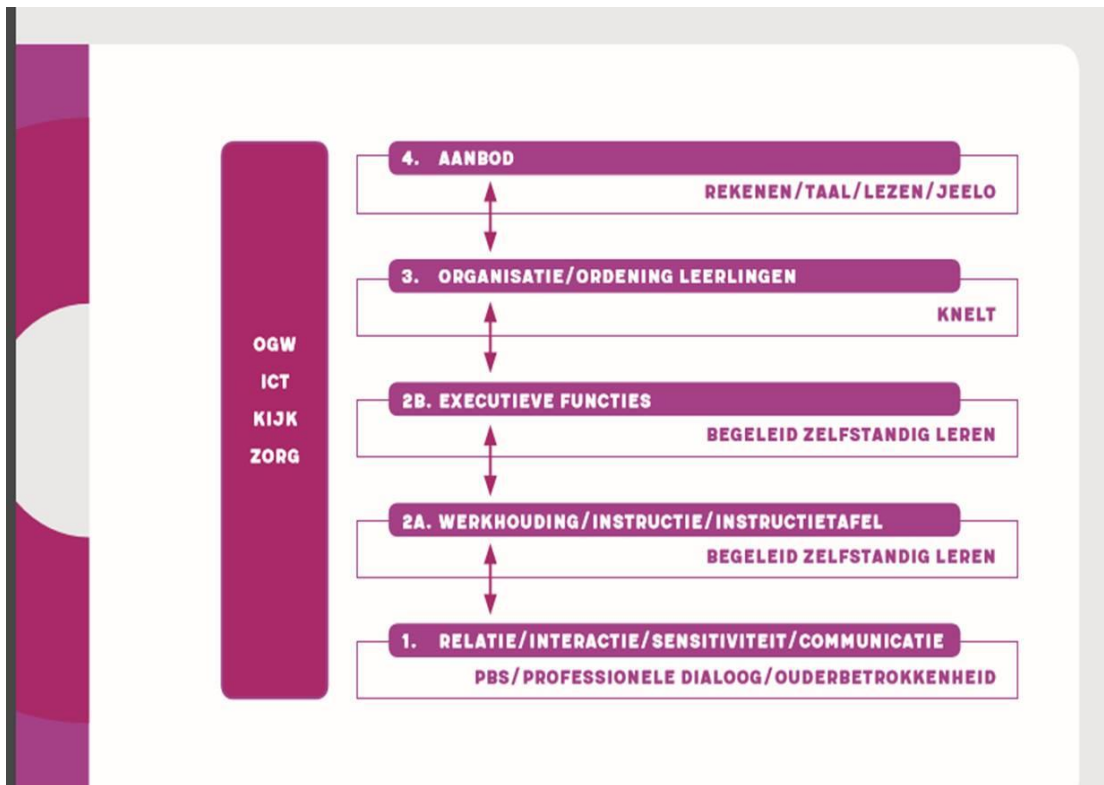 OGW
ICT
KIJK
ZORG
4. AANBOD
REKENEN/TAAL/LEZEN/JEELO
3. ORGANISATIE/ORDENING LEERLINGEN
KNELT
2B. EXECUTIEVE FUNCTIES
BEGELEID ZELFSTANDIG LEREN
2A. WERKHOUDING/INSTRUCTIE/INSTRUCTIETAFEL
BEGELEID ZELFSTANDIG LEREN
1. RELATIE/INTERACTIE/SENSITIVITEIT/COMMUNICATIE
PBS/PROFESSIONELE DIALOOG/OUDERBETROKKENHEID